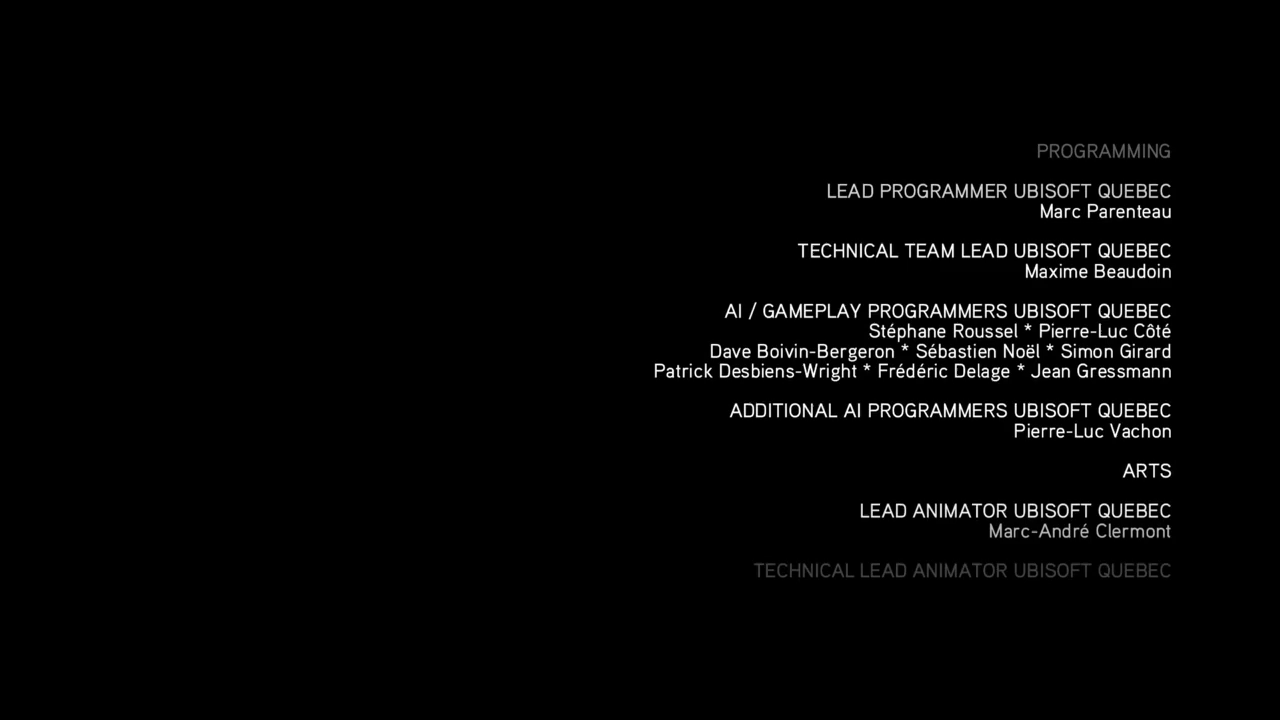 PROGRAMMING
LEAD PROGRAMMER UBISOFT QUEBEC
Marc Parenteau
TECHNICAL TEAM LEAD UBISOFT QUEBEC
Maxime Beaudoin
AI / GAMEPLAY PROGRAMMERS UBISOFT QUEBEC
Stéphane Roussel * Pierre-Luc Côté
Dave Boivin-Bergeron * Sébastien Noël * Simon Girard
Patrick Desbiens-Wright * Frédéric Delage * Jean Gressmann
ADDITIONAL AI PROGRAMMERS UBISOFT QUEBEC
Pierre-Luc Vachon
ARTS
LEAD ANIMATOR UBISOFT QUEBEC
Marc-André Clermont
TECHNICAL LEAD ANIMATOR UBISOFT QUEBEC